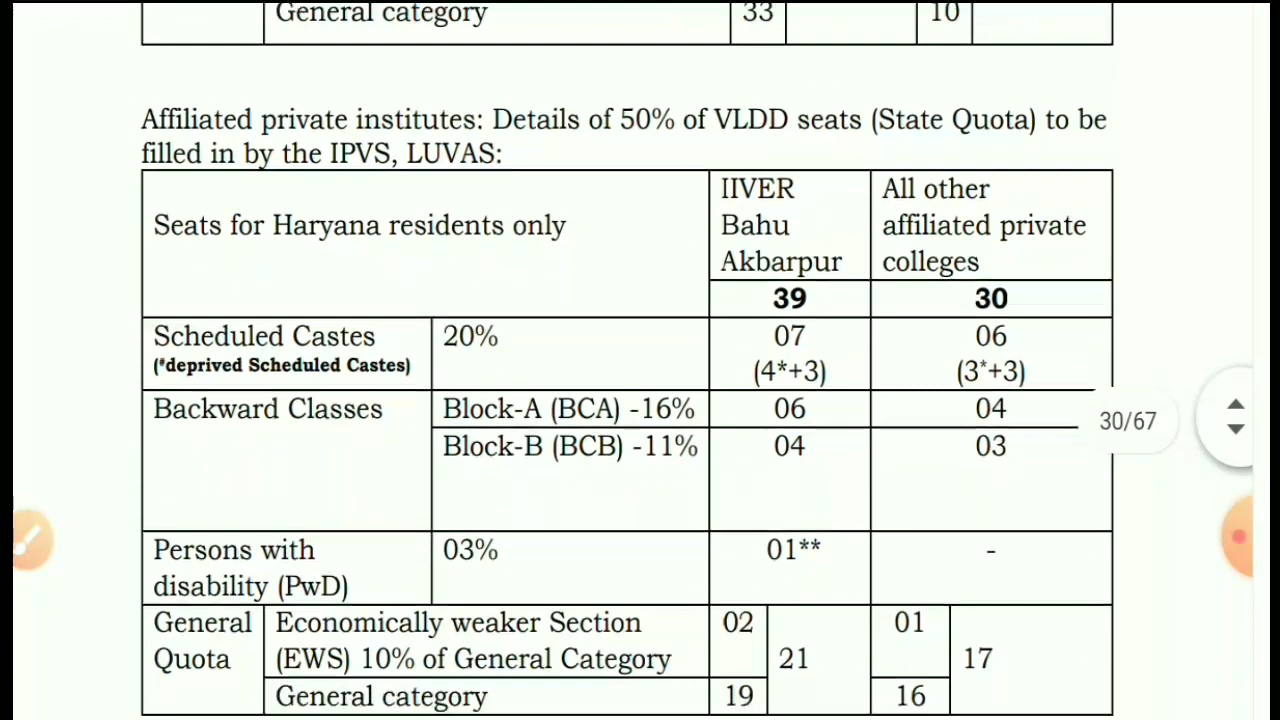 General category 33 10
Affiliated private institutes: Details of 50% of VLDD seats (State Quota) to be
filled in by the IPVS, LUVAS:
Seats for Haryana residents only
IIVER
Bahu
Akbarpur
All other
affiliated private
colleges
39 30
Scheduled Castes 20% 07 06
(*deprived Scheduled Castes) (4*+3) (3*+3)
Backward Classes Block-A (BCA) -16% 06 04
30/67
Block-B (BCB) -11% 04 03
Persons with 03% 01** -
disability (PwD)
General Economically weaker Section 02 01
Quota (EWS) 10% of General Category 21 17
General category 19 16